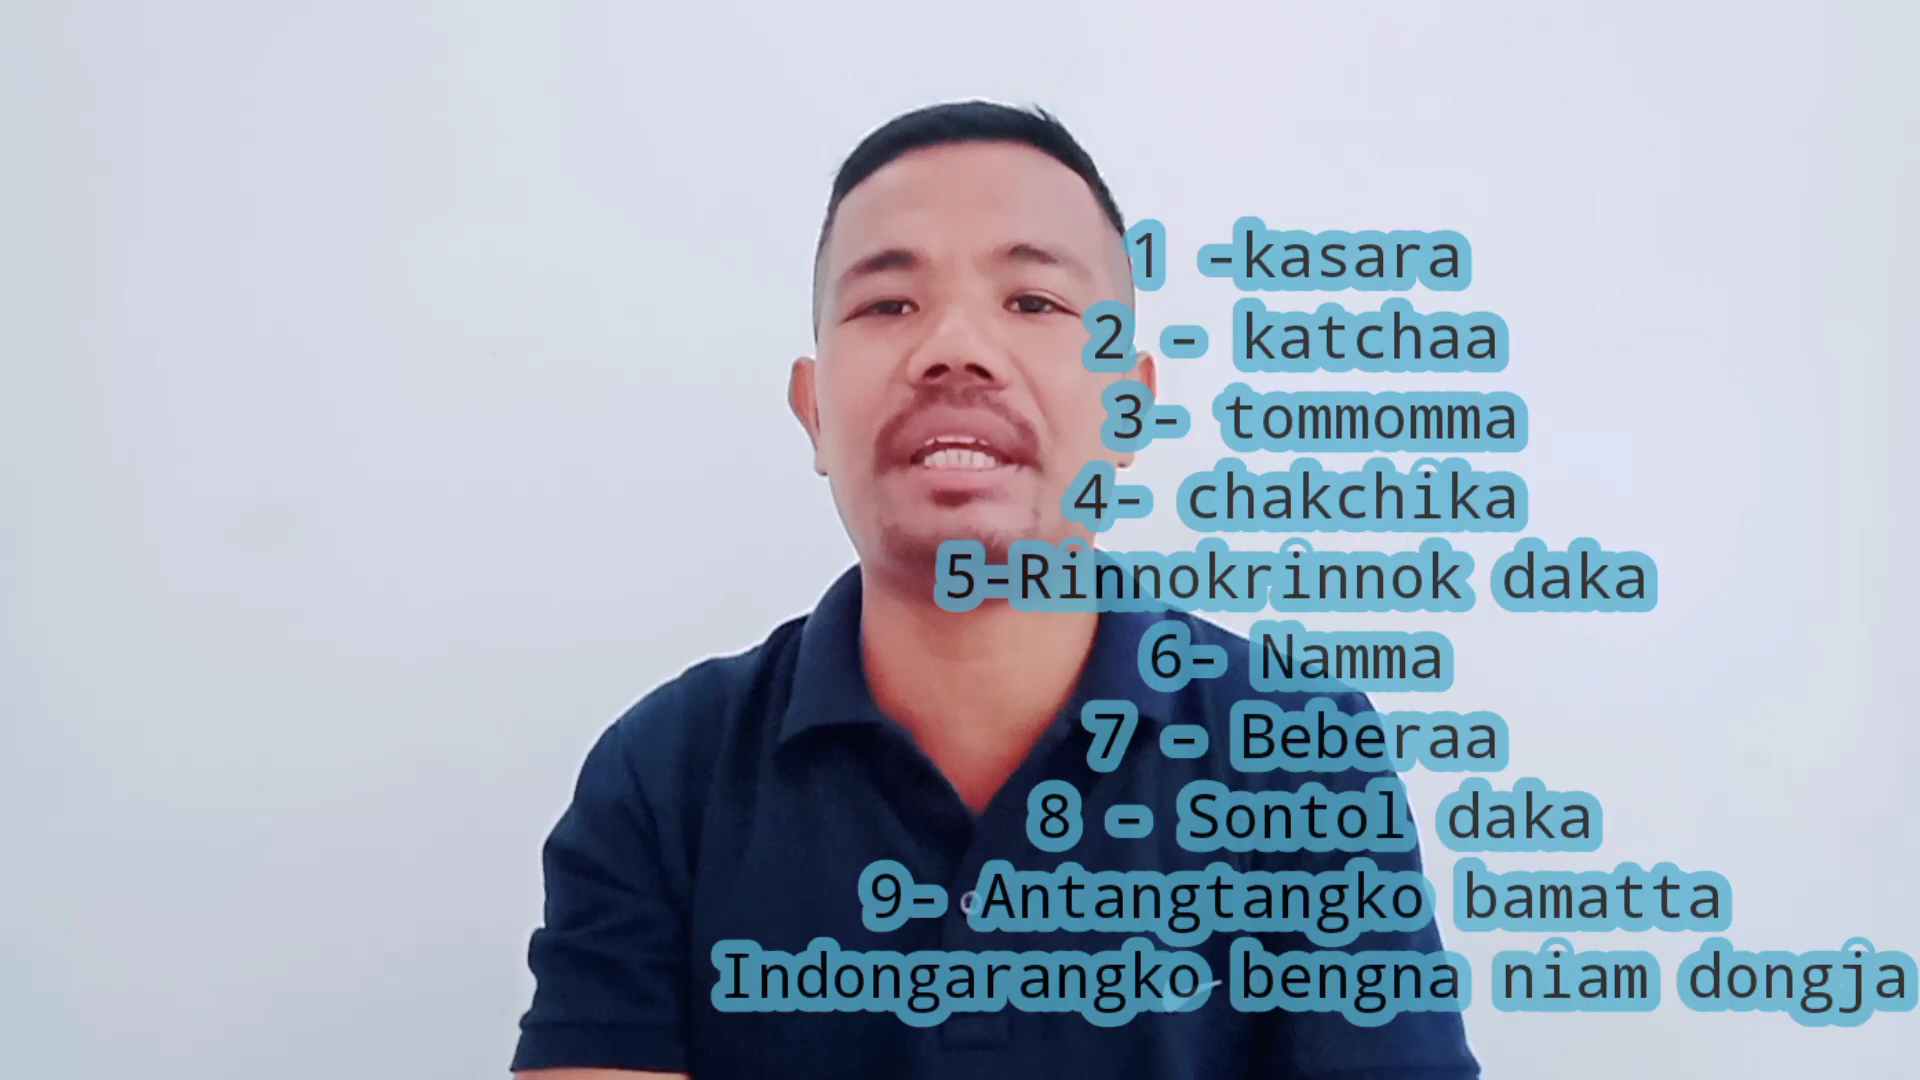 1 -kasara
2 - katchaa
3- tommomma
4- chakchika
5-Rinnokrinnok daka
6- Namma
7 - Beberaa
8 - Sontol daka
9- Antangtangko bamatta
Indongarangko bengna niam dongja